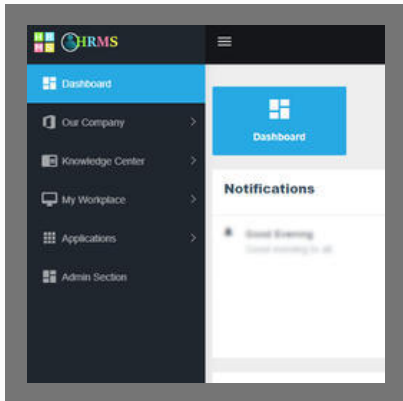 HRMS
Dashboard
Our Company
Knowledge Center
My Workplace
Applications
Admin Section
Dashboard
Notifications
Good Evening